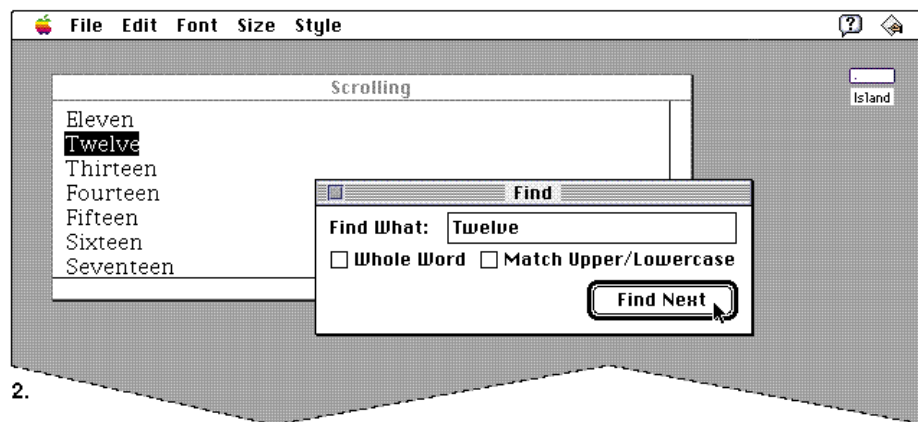 File Edit Font Size Style
Scrolling
Island
Eleven
Twelve
Thirteen
Fourteen
Fifteen
Sixteen
Seventeen
Find
Find What: Twelve
Whole Word Match Upper/Lowercase
Find Next
2.